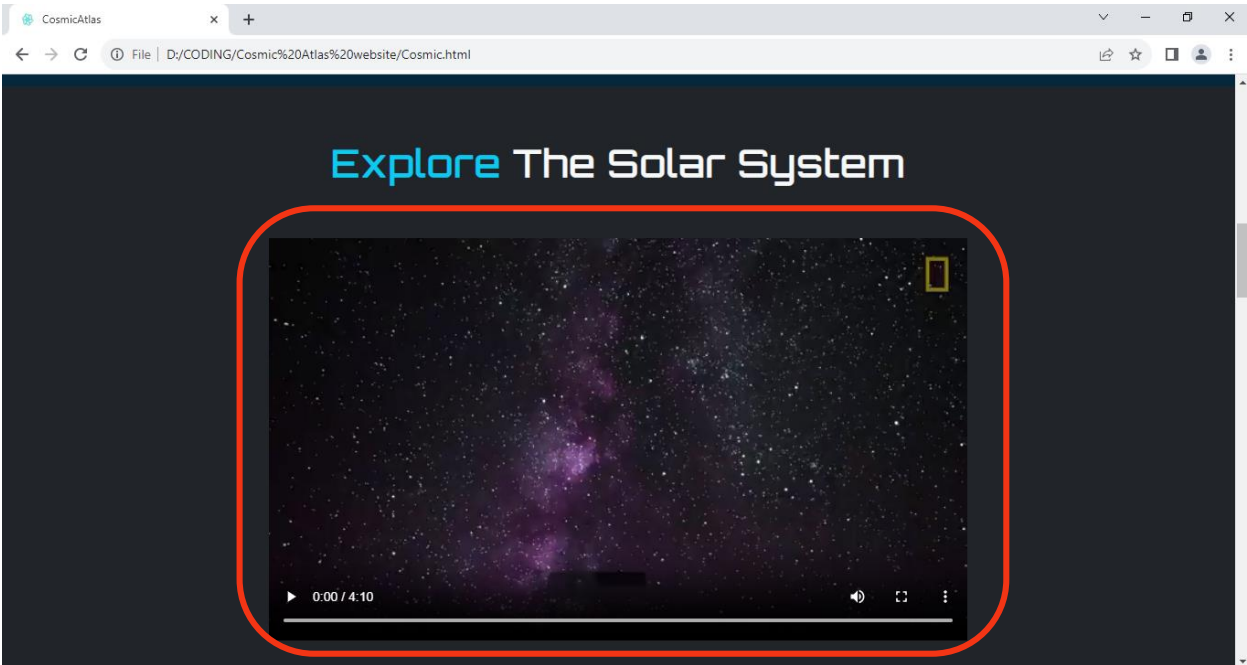 CosmicAtlas
File | D:/CODING/Cosmic%20Atlas%20website/Cosmic.html
Explore The Solar System
0:00 / 4:10